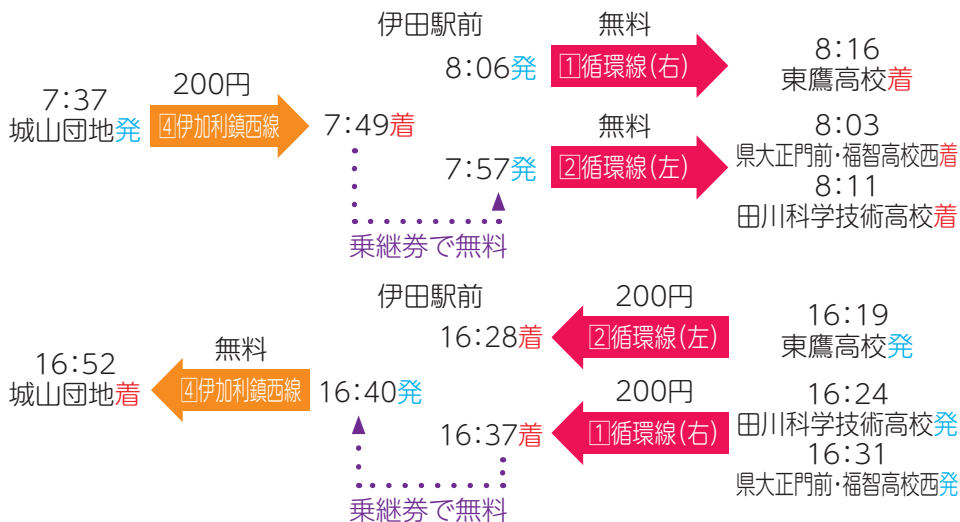 伊田駅前
無料
8:06発
1循環線(右)
8:16
東鷹高校着
7:37
城山団地発
200円
4伊加利鎮西線
7:49着
無料
7:57発
2循環線(左)
8:03
県大正門前・福智高校西着
8:11
田川科学技術高校着
乗継券で無料
伊田駅前
200円
16:28着
2循環線(左)
16:19
東鷹高校発
16:52
城山団地着
無料
4伊加利鎮西線
16:40発
200円
16:37着
1循環線(右)
16:24
田川科学技術高校発
16:31
県大正門前・福智高校西発
乗継券で無料